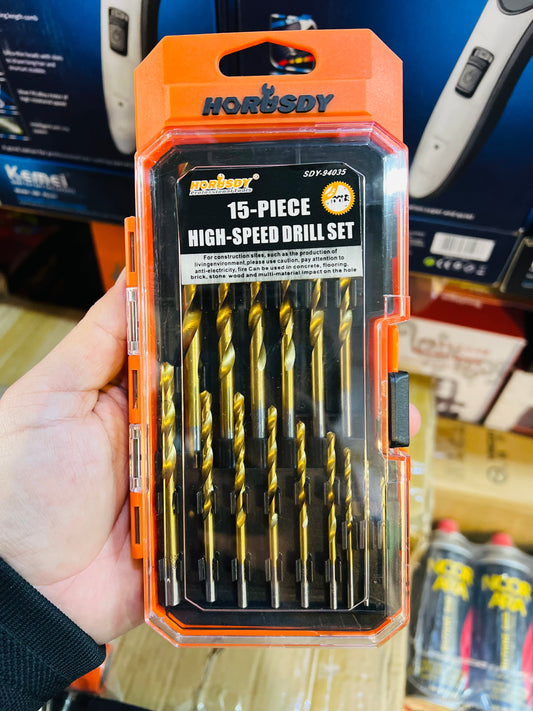 HORUSDY
HORUSDY®
Professional Tools
SDY-94035
15-PIECE
HIGH-SPEED DRILL SET
For construction sites, such as the production of
livingenvironment,please use caution, pay attention to
anti-electricity, fire Can be used in concrete, flooring,
brick, stone wood and multi-material impact on the hole
Kemei